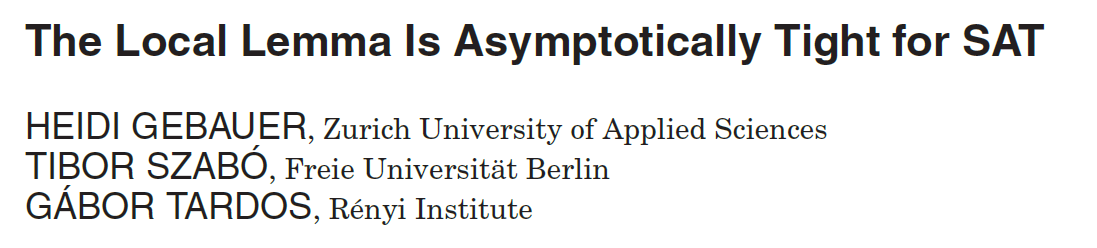 The Local Lemma Is Asymptotically Tight for SAT
HEIDI GEBAUER, Zurich University of Applied Sciences
TIBOR SZABÓ, Freie Universität Berlin
GÁBOR TARDOS, Rényi Institute